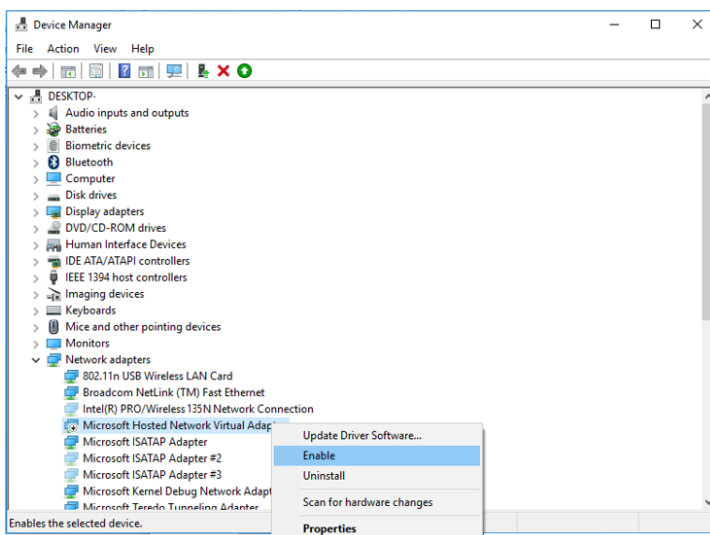 Device Manager
File Action View Help
DESKTOP-
Audio inputs and outputs
Batteries
Biometric devices
Bluetooth
Computer
Disk drives
Display adapters
DVD/CD-ROM drives
Human Interface Devices
IDE ATA/ATAPI controllers
IEEE 1394 host controllers
Imaging devices
Keyboards
Mice and other pointing devices
Monitors
Network adapters
802.11n USB Wireless LAN Card
Broadcom NetLink (TM) Fast Ethernet
Intel(R) PRO/Wireless 135N Network Connection
Microsoft Hosted Network Virtual Adap
Microsoft ISATAP Adapter
Microsoft ISATAP Adapter #2
Microsoft ISATAP Adapter #3
Microsoft Kernel Debug Network Adapt
Microsoft Teredo Tunneling Adapter
Update Driver Software...
Enable
Uninstall
Scan for hardware changes
Properties
Enables the selected device.